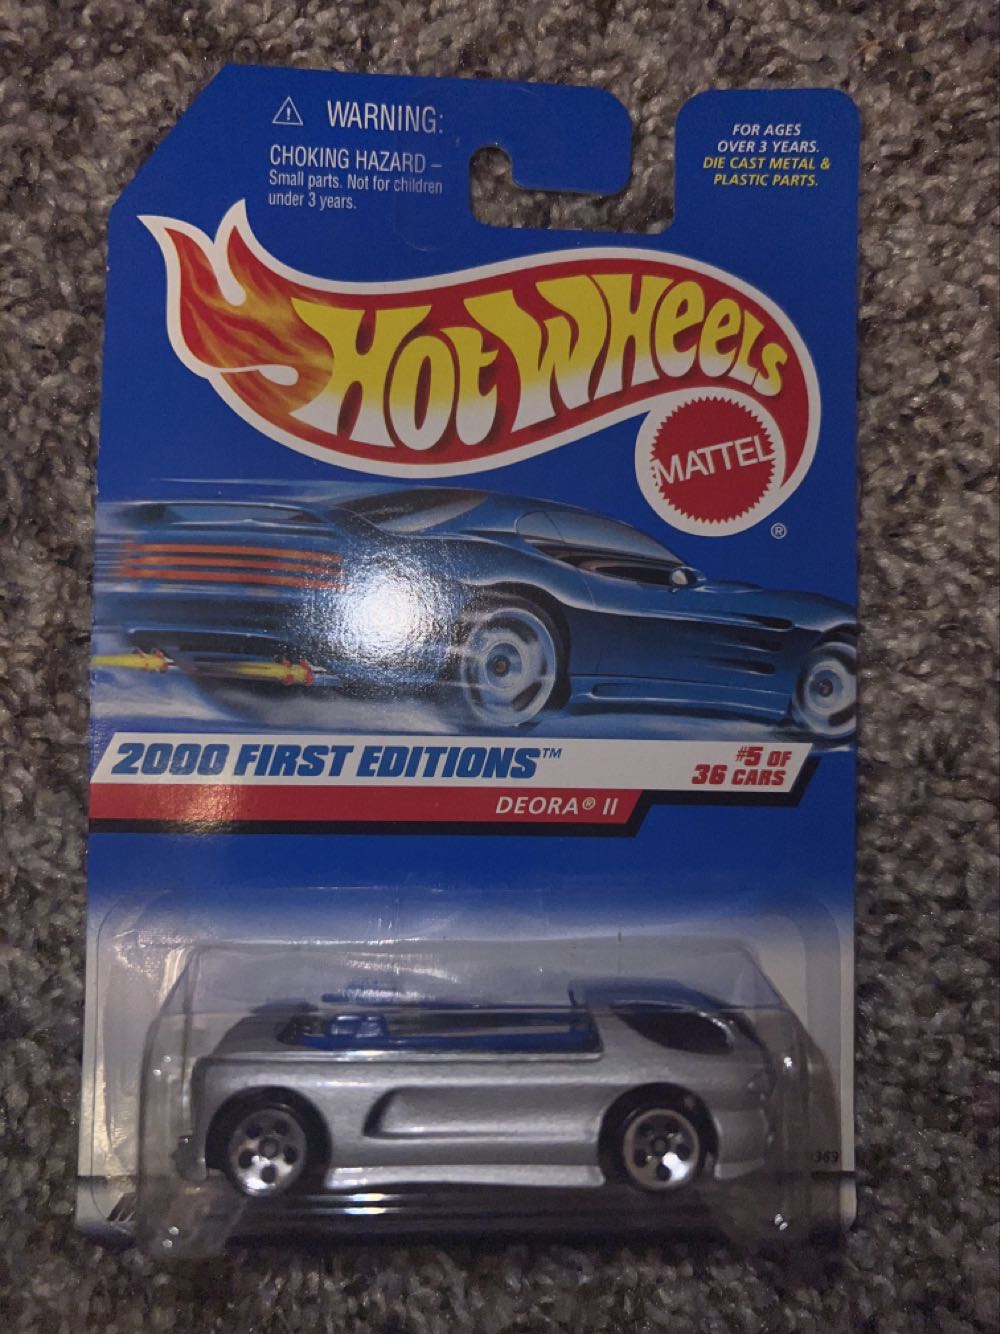 WARNING:
CHOKING HAZARD –
Small parts. Not for children
under 3 years.
FOR AGES
OVER 3 YEARS.
DIE CAST METAL &
PLASTIC PARTS.
HOT WHEELS
MATTEL
®
2000 FIRST EDITIONS™
#5 OF
36 CARS
DEORA® II